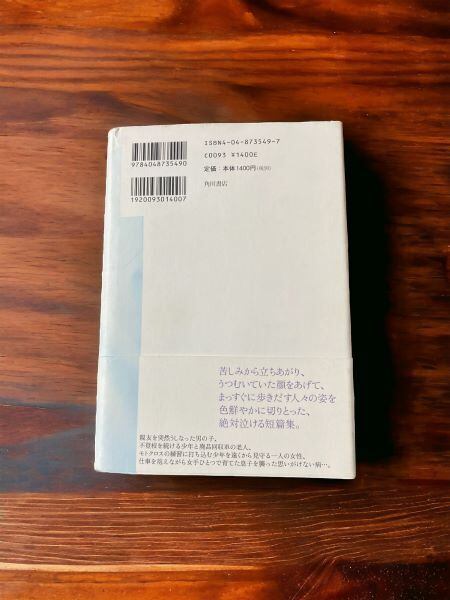 ISBN4-04-873549-7
C0093 ¥1400E
定価:本体1400円(税別)
角川書店
9784048735490
1920093014007
苦しみから立ちあがり、
うつむいていた顔をあげて、
まっすぐに歩きだす人々の姿を
色鮮やかに切りとった、
絶対泣ける短篇集。
親友を突然うしなった男の子。
不登校を続ける少年と廃品回収車の老人。
モトクロスの練習に打ち込む少年を遠くから見守る一人の女性。
仕事を抱えながら女手ひとつで育てた息子を襲った思いがけない病…。